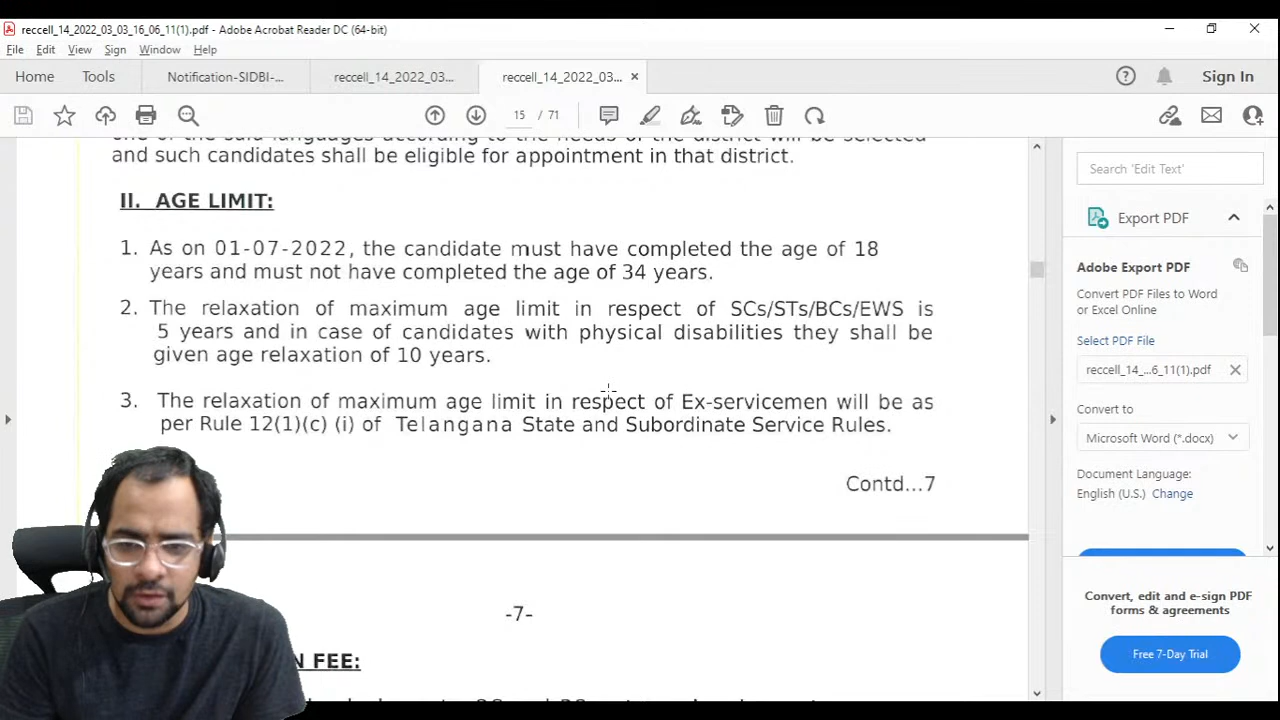 reccell_14_2022_03_03_16_06_11(1).pdf - Adobe Acrobat Reader DC (64-bit)
File Edit View Sign Window Help
Home Tools Notification-SIDBI-... reccell_14_2022_03... reccell_14_2022_03... × Sign In
15 / 71
and such candidates shall be eligible for appointment in that district.
II. AGE LIMIT:
1. As on 01-07-2022, the candidate must have completed the age of 18
years and must not have completed the age of 34 years.
2. The relaxation of maximum age limit in respect of SCs/STs/BCs/EWS is
5 years and in case of candidates with physical disabilities they shall be
given age relaxation of 10 years.
3. The relaxation of maximum age limit in respect of Ex-servicemen will be as
per Rule 12(1)(c) (i) of Telangana State and Subordinate Service Rules.
Contd...7
-7-
N FEE:
Search 'Edit Text'
Export PDF
Adobe Export PDF
Convert PDF Files to Word
or Excel Online
Select PDF File
reccell_14_...6_11(1).pdf
Convert to
Microsoft Word (*.docx)
Document Language:
English (U.S.) Change
Convert, edit and e-sign PDF
forms & agreements
Free 7-Day Trial